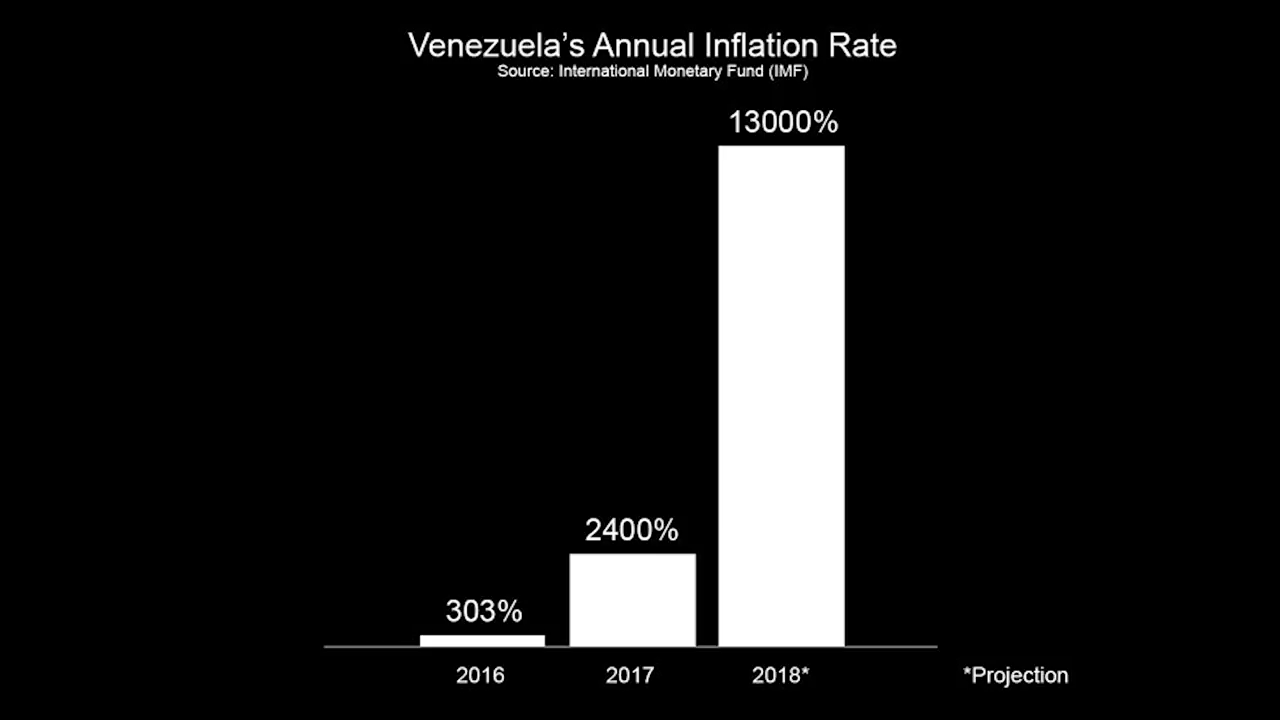 Venezuela’s Annual Inflation Rate
Source: International Monetary Fund (IMF)
13000%
2400%
303%
2016 2017 2018* *Projection